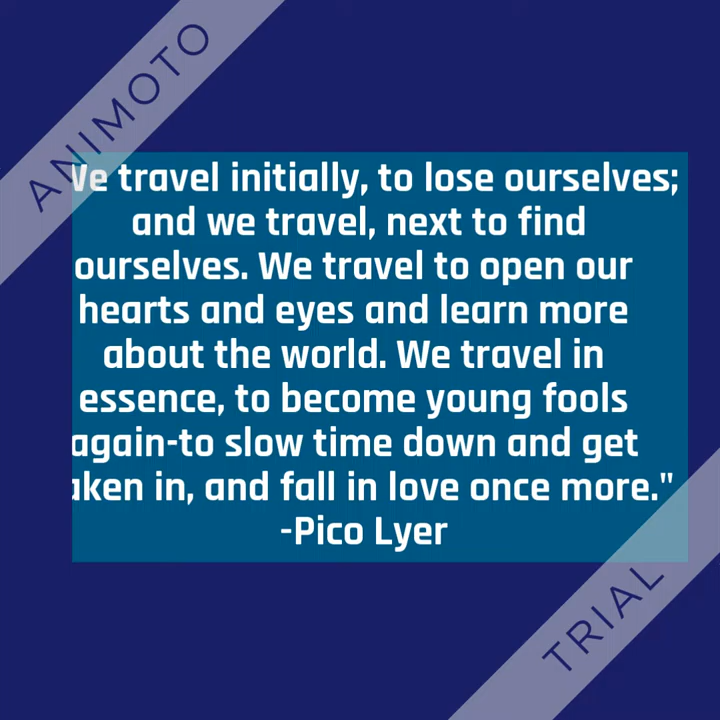 ANIMOTO
We travel initially, to lose ourselves;
and we travel, next to find
ourselves. We travel to open our
hearts and eyes and learn more
about the world. We travel in
essence, to become young fools
again-to slow time down and get
aken in, and fall in love once more."
-Pico Lyer
TRIAL